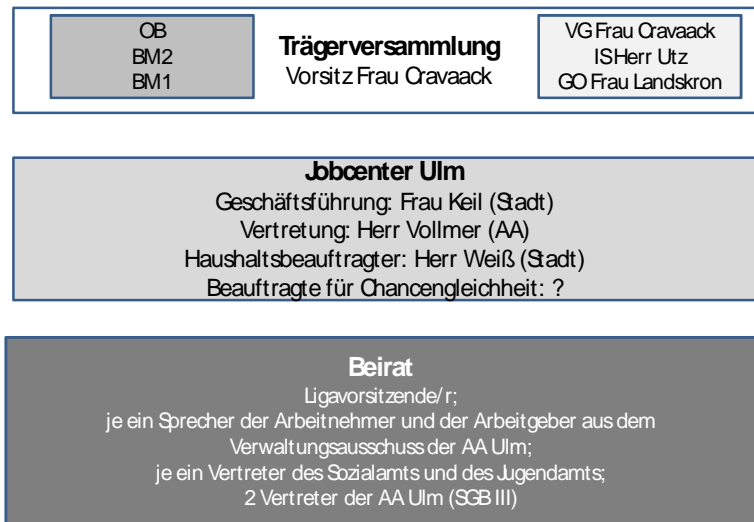 OB
BM2
BM1
Trägerversammlung
Vorsitz Frau Cravaack
VG Frau Cravaack
IS Herr Utz
GO Frau Landskron
Jobcenter Ulm
Geschäftsführung: Frau Keil (Stadt)
Vertretung: Herr Vollmer (AA)
Haushaltsbeauftragter: Herr Weiß (Stadt)
Beauftragte für Chancengleichheit: ?
Beirat
Ligavorsitzende/r;
je ein Sprecher der Arbeitnehmer und der Arbeitgeber aus dem
Verwaltungsausschuss der AA Ulm;
je ein Vertreter des Sozialamts und des Jugendamts;
2 Vertreter der AA Ulm (SGB III)